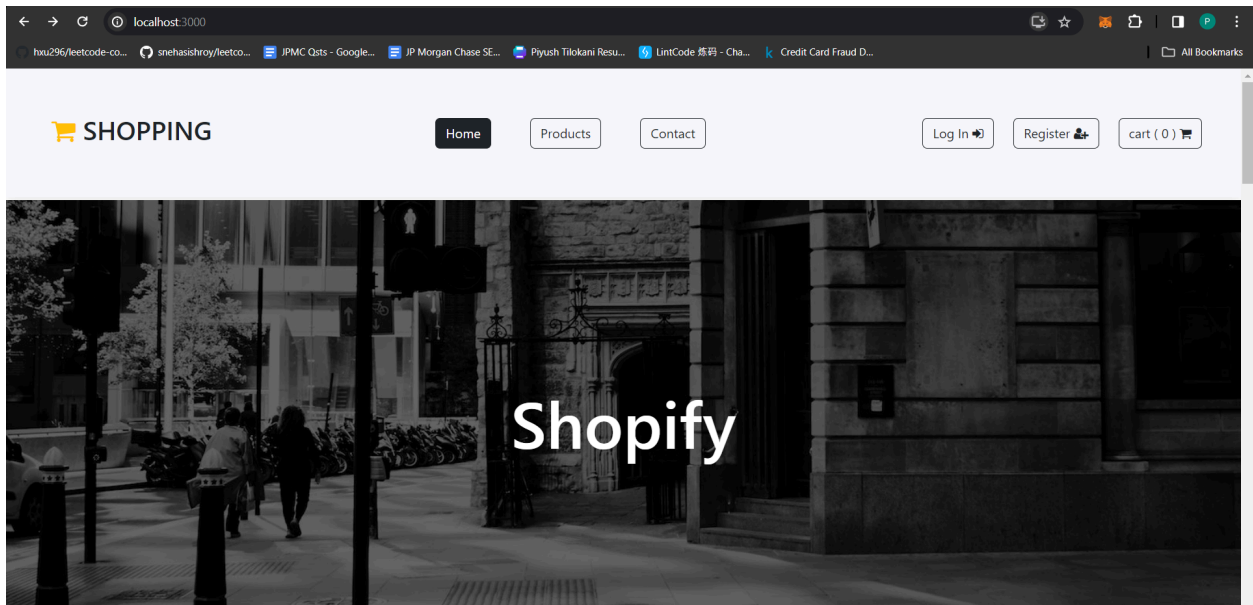 localhost:3000
hxu296/leetcode-co...
snehasishroy/leetco...
JPMC Qsts - Google...
JP Morgan Chase SE...
Piyush Tilokani Resu...
LintCode 炼码 - Cha...
Credit Card Fraud D...
All Bookmarks
P
SHOPPING
Home
Products
Contact
Log In
Register
cart ( 0 )
Shopify